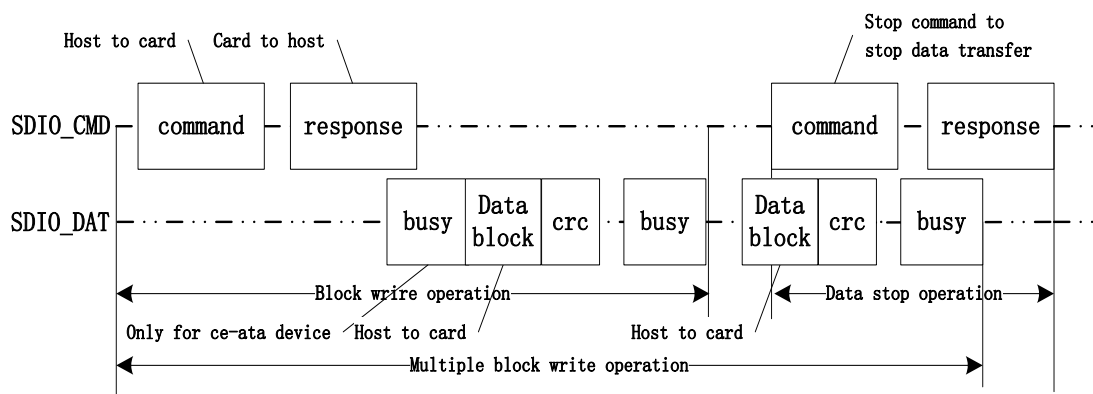 Stop command to
stop data transfer
Host to card
Card to host
SDIO_CMD
command
response
command
response
SDIO_DAT
busy
Data
block
crc
busy
Data
block
crc
busy
Block wrire operation
Data stop operation
Only for ce-ata device
Host to card
Host to card
Multiple block write operation